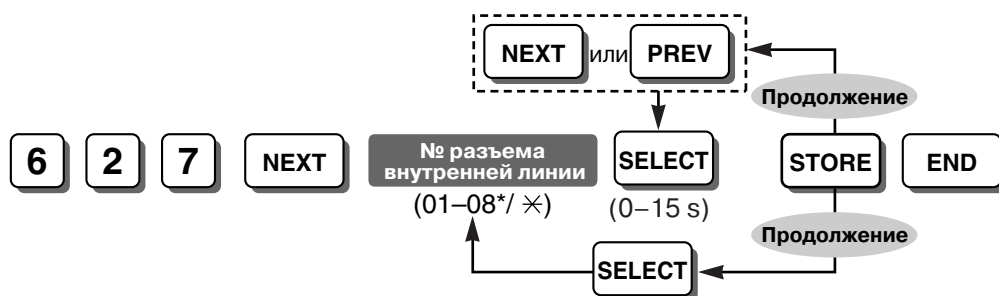 NEXT или PREV
Продолжение
6 2 7 NEXT № разъема внутренней линии SELECT STORE END
(01–08*/ ✳) (0–15 s)
Продолжение
SELECT